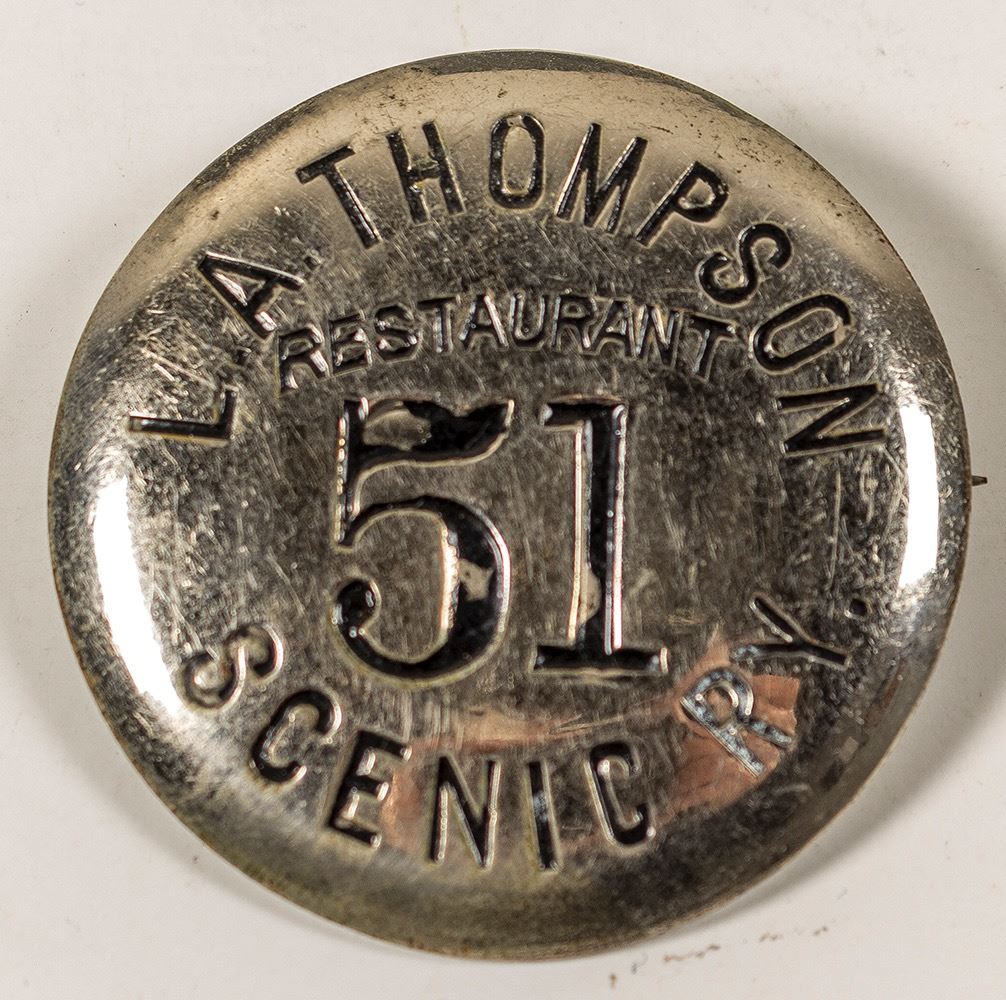 L.A. THOMPSON
RESTAURANT
51
SCENIC RY.